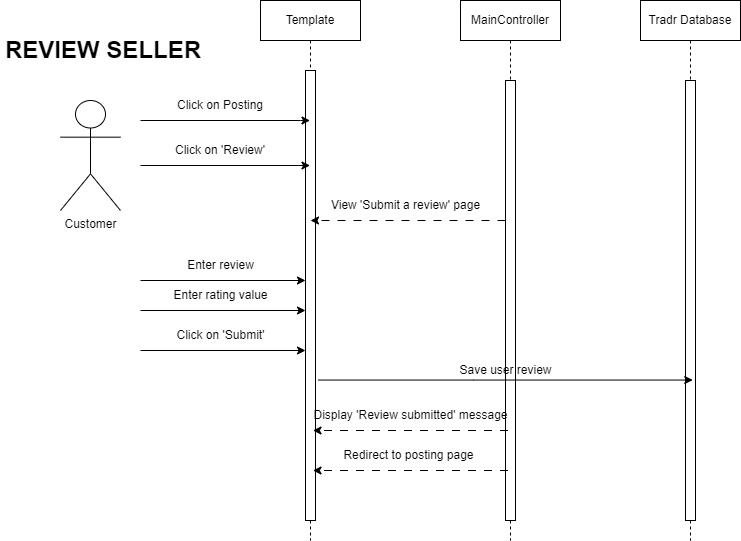 Template
MainController
Tradr Database
REVIEW SELLER
Click on Posting
Click on 'Review'
View 'Submit a review' page
Customer
Enter review
Enter rating value
Click on 'Submit'
Save user review
Display 'Review submitted' message
Redirect to posting page